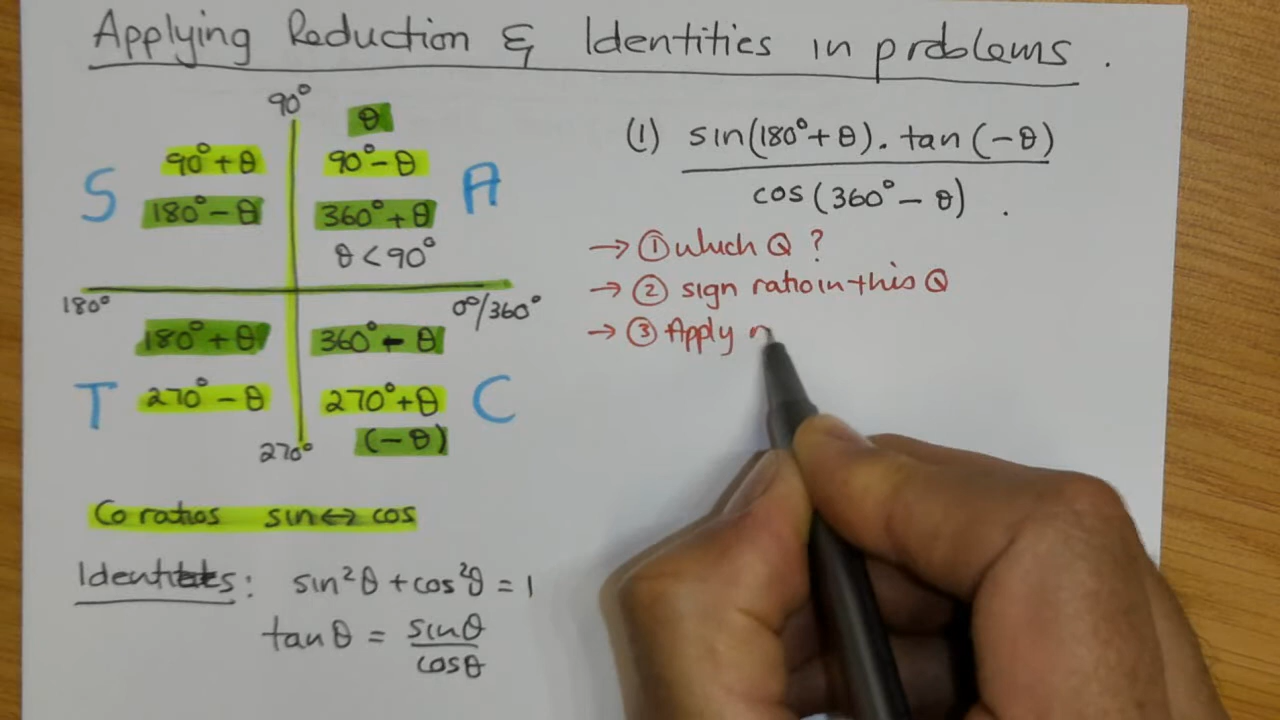 Applying Reduction & Identities in problems.
90°
θ
S 90°+θ 90°-θ A
180°-θ 360°+θ
θ<90°
180° 0°/360°
180°+θ 360°-θ
T 270°-θ 270°+θ C
(-θ)
270°
Co ratios sin↔cos
: sin²θ+cos²θ=1
tanθ = sinθ/cosθ
(1) sin(180°+θ).tan(-θ)
cos(360°-θ).
→ ① which Q?
→ ② sign ratio in this Q
→ ③ Apply